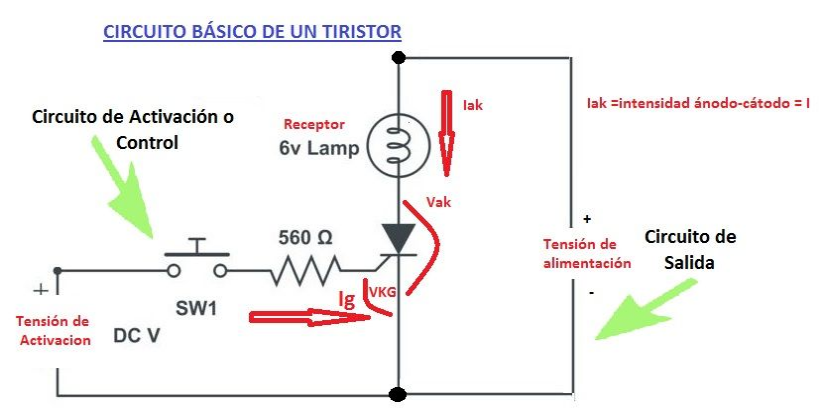 CIRCUITO BÁSICO DE UN TIRISTOR
Circuito de Activación o
Control
Receptor
6v Lamp
Iak
Iak =intensidad ánodo-cátodo = I
Vak
560 Ω
+
Tensión de
alimentación
-
Circuito de
Salida
+
SW1
Ig
VKG
Tensión de
Activacion
DC V